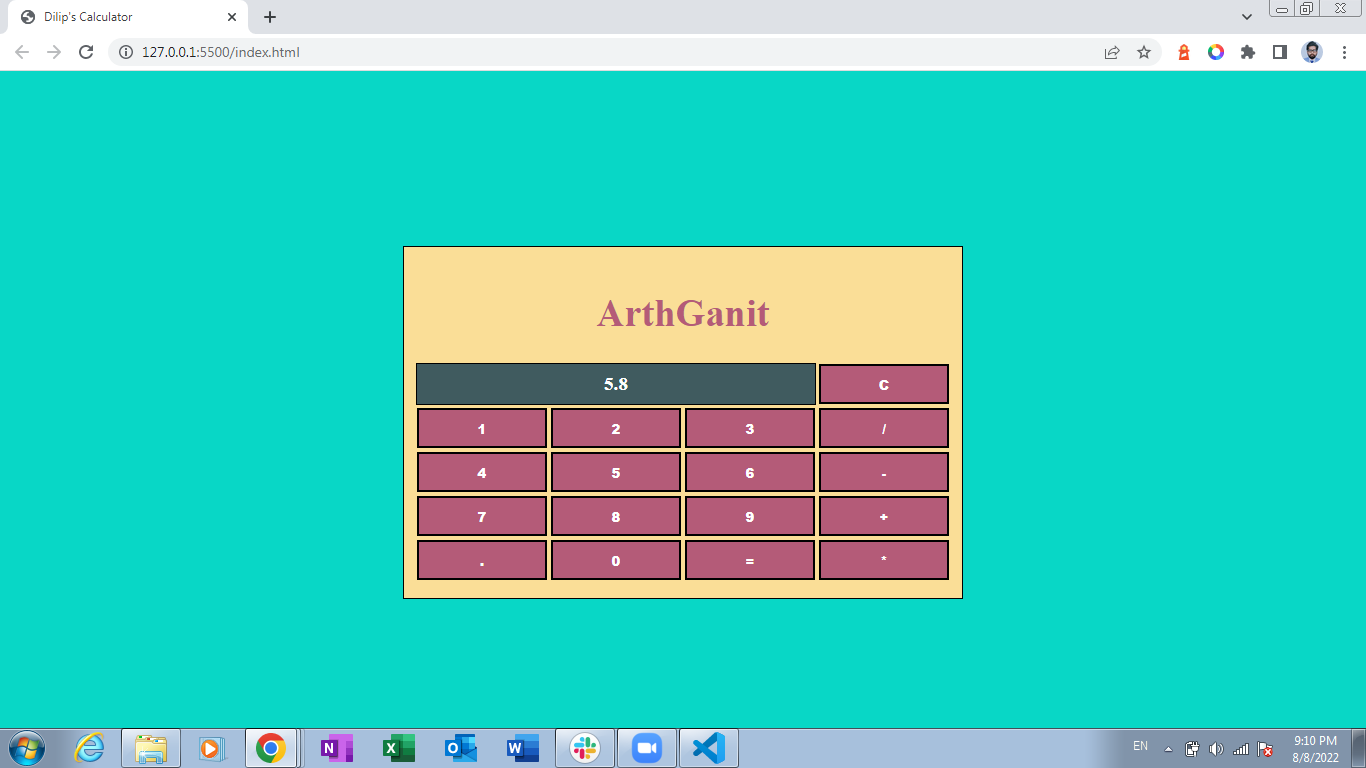 Dilip's Calculator
127.0.0.1:5500/index.html
ArthGanit
5.8 C
1 2 3 /
4 5 6 -
7 8 9 +
. 0 = *
N X O W
EN 9:10 PM
8/8/2022